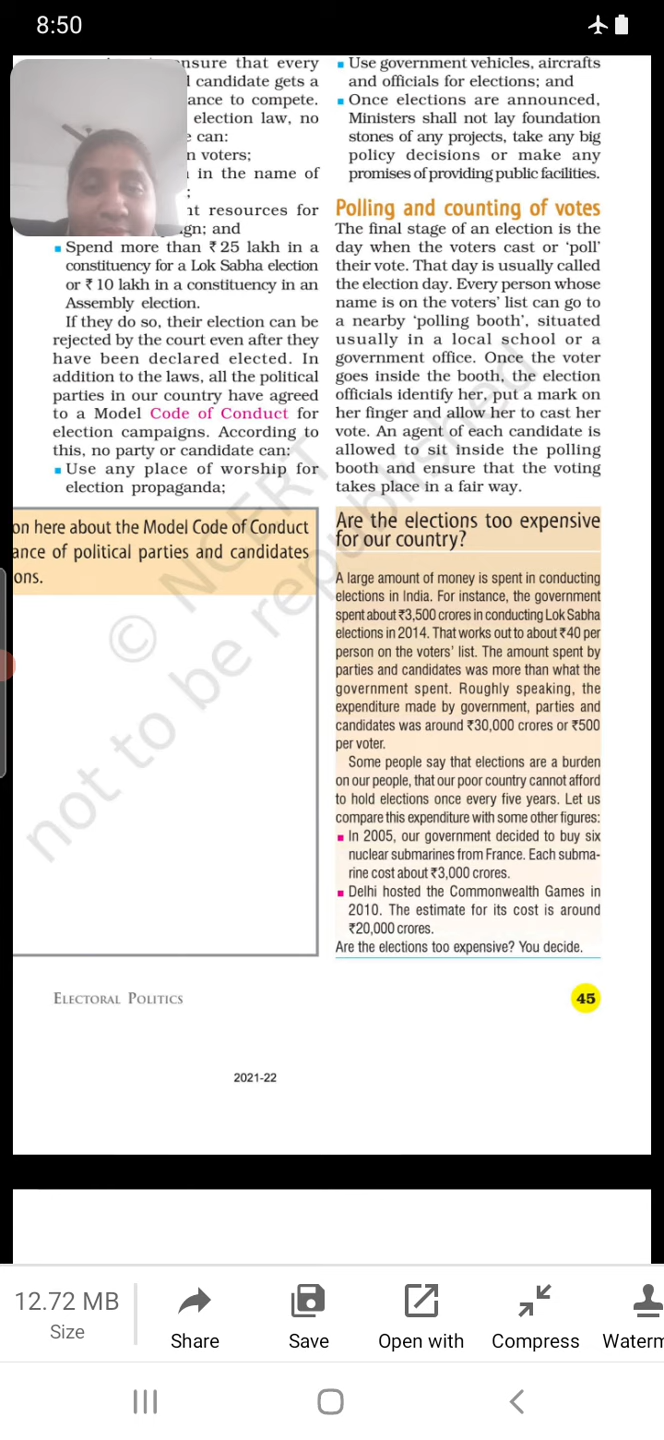 8:50
ensure that every
candidate gets a
ance to compete.
election law, no
can:
n voters;
in the name of
;
nt resources for
gn; and
▪ Spend more than ₹ 25 lakh in a
constituency for a Lok Sabha election
or ₹ 10 lakh in a constituency in an
Assembly election.
If they do so, their election can be
rejected by the court even after they
have been declared elected. In
addition to the laws, all the political
parties in our country have agreed
to a Model Code of Conduct for
election campaigns. According to
this, no party or candidate can:
▪ Use any place of worship for
election propaganda;
on here about the Model Code of Conduct
ance of political parties and candidates
ons.
▪ Use government vehicles, aircrafts
and officials for elections; and
▪ Once elections are announced,
Ministers shall not lay foundation
stones of any projects, take any big
policy decisions or make any
promises of providing public facilities.
Polling and counting of votes
The final stage of an election is the
day when the voters cast or ‘poll’
their vote. That day is usually called
the election day. Every person whose
name is on the voters’ list can go to
a nearby ‘polling booth’, situated
usually in a local school or a
government office. Once the voter
goes inside the booth, the election
officials identify her, put a mark on
her finger and allow her to cast her
vote. An agent of each candidate is
allowed to sit inside the polling
booth and ensure that the voting
takes place in a fair way.
Are the elections too expensive
for our country?
A large amount of money is spent in conducting
elections in India. For instance, the government
spent about ₹3,500 crores in conducting Lok Sabha
elections in 2014. That works out to about ₹40 per
person on the voters’ list. The amount spent by
parties and candidates was more than what the
government spent. Roughly speaking, the
expenditure made by government, parties and
candidates was around ₹30,000 crores or ₹500
per voter.
Some people say that elections are a burden
on our people, that our poor country cannot afford
to hold elections once every five years. Let us
compare this expenditure with some other figures:
▪ In 2005, our government decided to buy six
nuclear submarines from France. Each subma-
rine cost about ₹3,000 crores.
▪ Delhi hosted the Commonwealth Games in
2010. The estimate for its cost is around
₹20,000 crores.
Are the elections too expensive? You decide.
© NCERT
not to be republished
ELECTORAL POLITICS
45
2021-22
12.72 MB
Size
Share
Save
Open with
Compress
Waterm